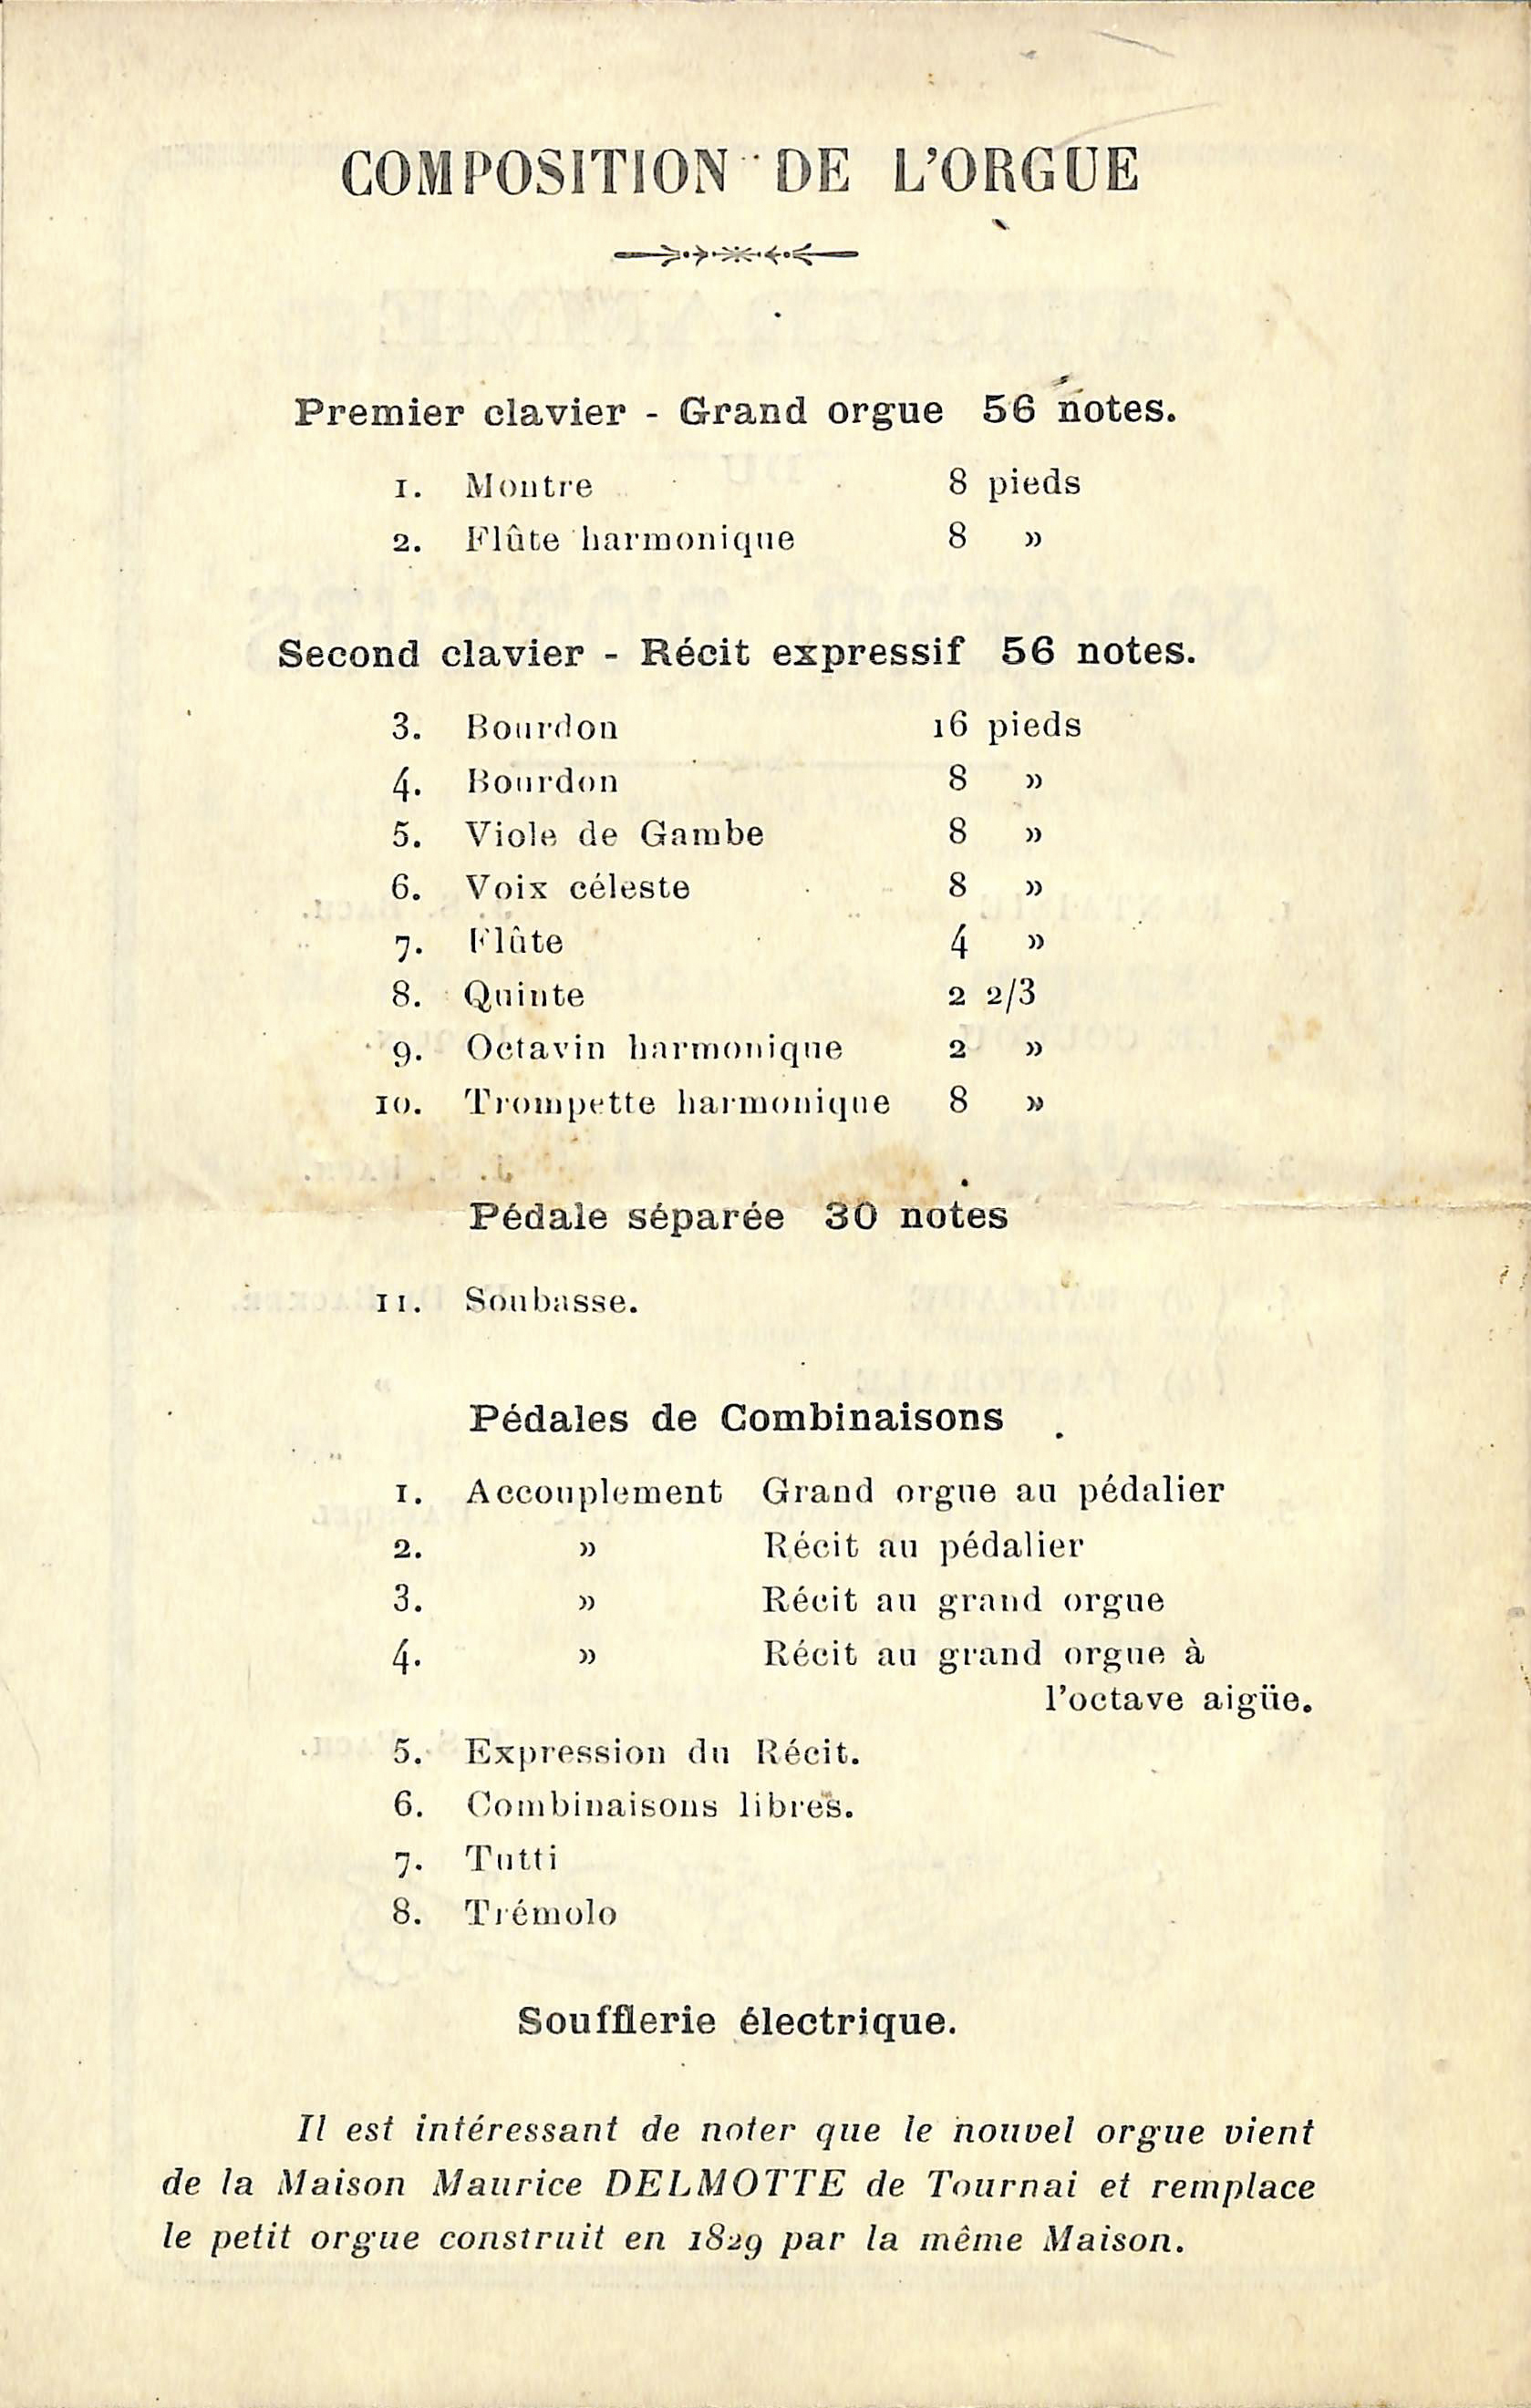 COMPOSITION DE L'ORGUE
Premier clavier - Grand orgue 56 notes.
1. Montre 8 pieds
2. Flûte harmonique 8 »
Second clavier - Récit expressif 56 notes.
3. Bourdon 16 pieds
4. Bourdon 8 »
5. Viole de Gambe 8 »
6. Voix céleste 8 »
7. Flûte 4 »
8. Quinte 2 2/3
9. Octavin harmonique 2 »
10. Trompette harmonique 8 »
Pédale séparée 30 notes
11. Soubasse.
Pédales de Combinaisons
1. Accouplement Grand orgue au pédalier
2. » Récit au pédalier
3. » Récit au grand orgue
4. » Récit au grand orgue à
l'octave aigüe.
5. Expression du Récit.
6. Combinaisons libres.
7. Tutti
8. Trémolo
Soufflerie électrique.
Il est intéressant de noter que le nouvel orgue vient
de la Maison Maurice DELMOTTE de Tournai et remplace
le petit orgue construit en 1829 par la même Maison.